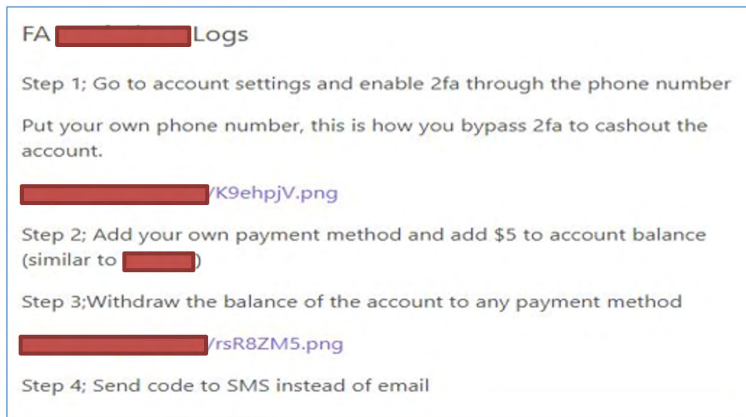 FA Logs
Step 1; Go to account settings and enable 2fa through the phone number
Put your own phone number, this is how you bypass 2fa to cashout the
account.
/K9ehpjV.png
Step 2; Add your own payment method and add $5 to account balance
(similar to )
Step 3;Withdraw the balance of the account to any payment method
/rsR8ZM5.png
Step 4; Send code to SMS instead of email